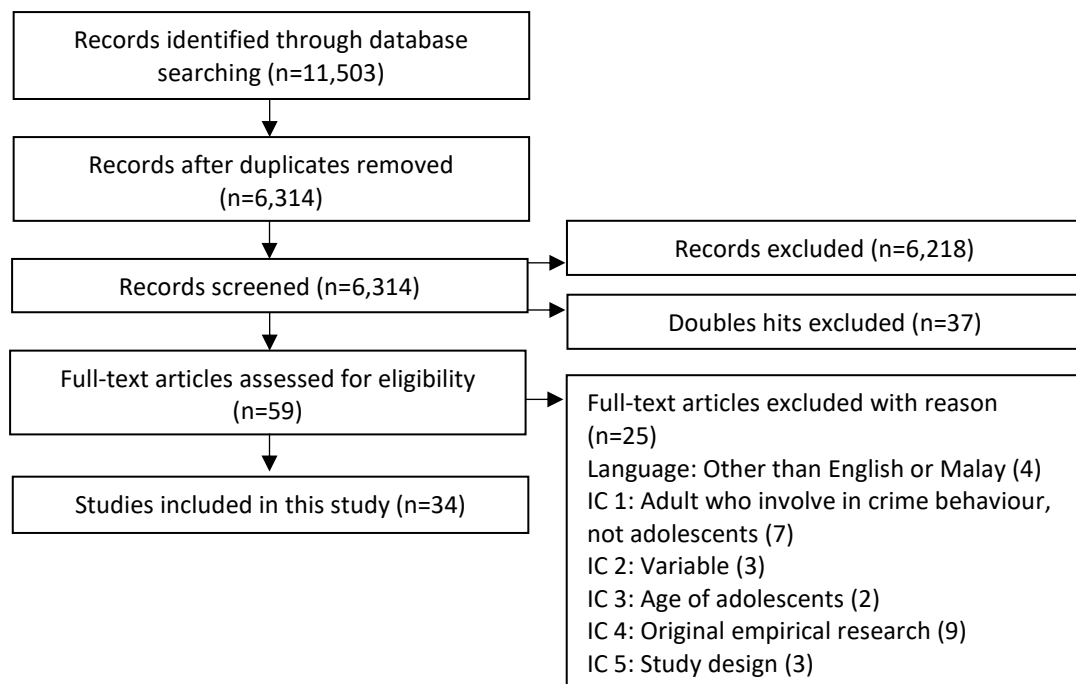 Records identified through database
searching (n=11,503)
Records after duplicates removed
(n=6,314)
Records screened (n=6,314)
Records excluded (n=6,218)
Doubles hits excluded (n=37)
Full-text articles assessed for eligibility
(n=59)
Full-text articles excluded with reason
(n=25)
Language: Other than English or Malay (4)
IC 1: Adult who involve in crime behaviour,
not adolescents (7)
IC 2: Variable (3)
IC 3: Age of adolescents (2)
IC 4: Original empirical research (9)
IC 5: Study design (3)
Studies included in this study (n=34)